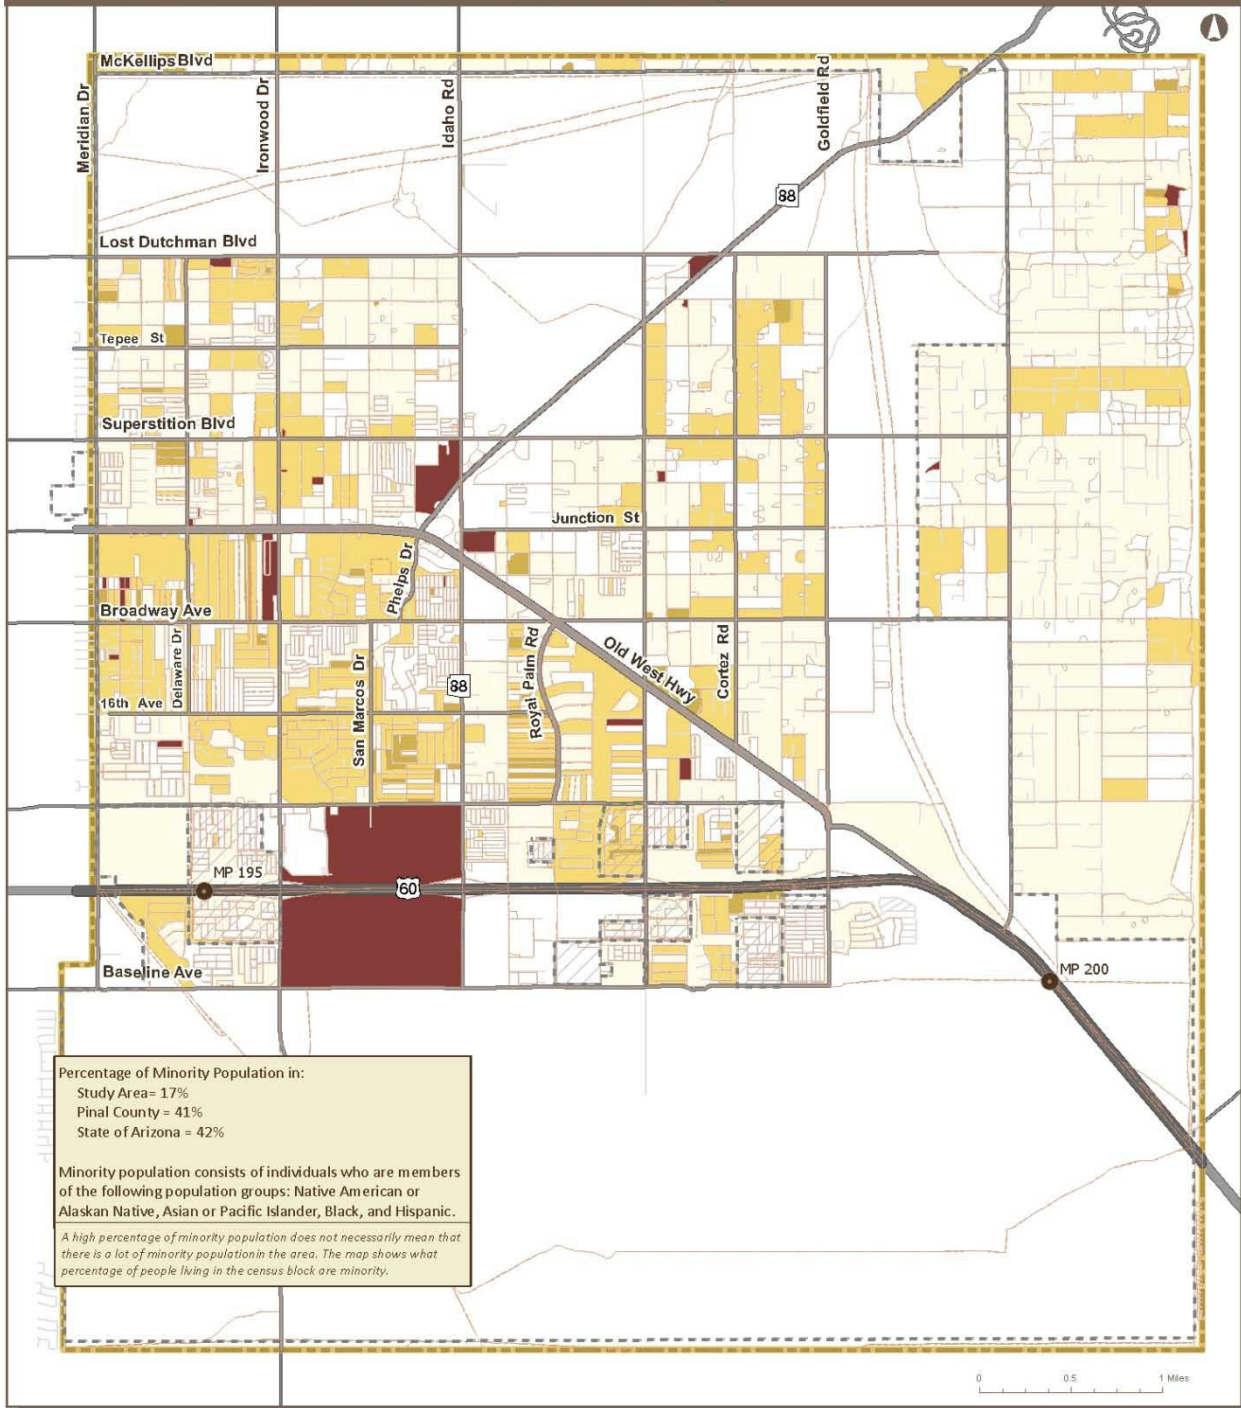 McKellips Blvd
Meridian Dr
Ironwood Dr
Idaho Rd
Goldfield Rd
88
Lost Dutchman Blvd
Tepee St
Superstition Blvd
Junction St
Phelps Dr
Broadway Ave
Delaware Dr
San Marcos Dr
Royal Palm Rd
Old West Hwy
Cortez Rd
88
16th Ave
MP 195
60
Baseline Ave
MP 200
Percentage of Minority Population in:
Study Area= 17%
Pinal County = 41%
State of Arizona = 42%
Minority population consists of individuals who are members
of the following population groups: Native American or
Alaskan Native, Asian or Pacific Islander, Black, and Hispanic.
A high percentage of minority population does not necessarily mean that
there is a lot of minority populationin the area. The map shows what
percentage of people living in the census block are minority.
0 0.5 1 Miles